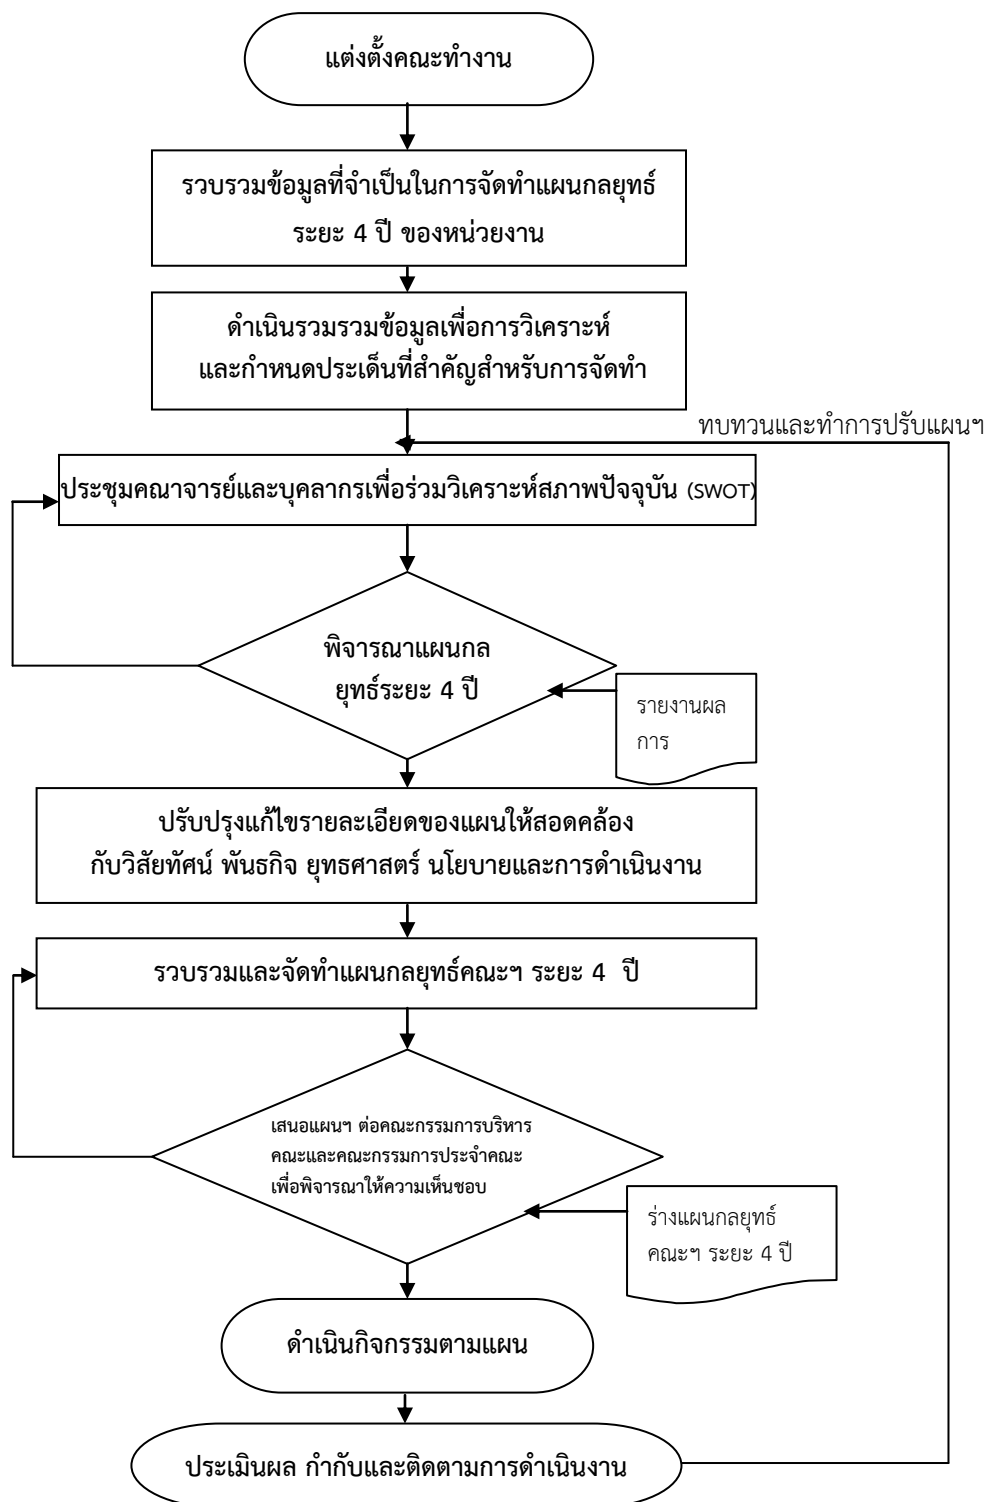 แต่งตั้งคณะทำงาน
รวบรวมข้อมูลที่จำเป็นในการจัดทำแผนกลยุทธ์
ระยะ 4 ปี ของหน่วยงาน
ดำเนินรวมรวมข้อมูลเพื่อการวิเคราะห์
และกำหนดประเด็นที่สำคัญสำหรับการจัดทำ
ทบทวนและทำการปรับแผนฯ
ประชุมคณาจารย์และบุคลากรเพื่อร่วมวิเคราะห์สภาพปัจจุบัน (SWOT)
พิจารณาแผนกล
ยุทธ์ระยะ 4 ปี
รายงานผล
การ
ปรับปรุงแก้ไขรายละเอียดของแผนให้สอดคล้อง
กับวิสัยทัศน์ พันธกิจ ยุทธศาสตร์ นโยบายและการดำเนินงาน
รวบรวมและจัดทำแผนกลยุทธ์คณะฯ ระยะ 4 ปี
เสนอแผนฯ ต่อคณะกรรมการบริหาร
คณะและคณะกรรมการประจำคณะ
เพื่อพิจารณาให้ความเห็นชอบ
ร่างแผนกลยุทธ์
คณะฯ ระยะ 4 ปี
ดำเนินกิจกรรมตามแผน
ประเมินผล กำกับและติดตามการดำเนินงาน